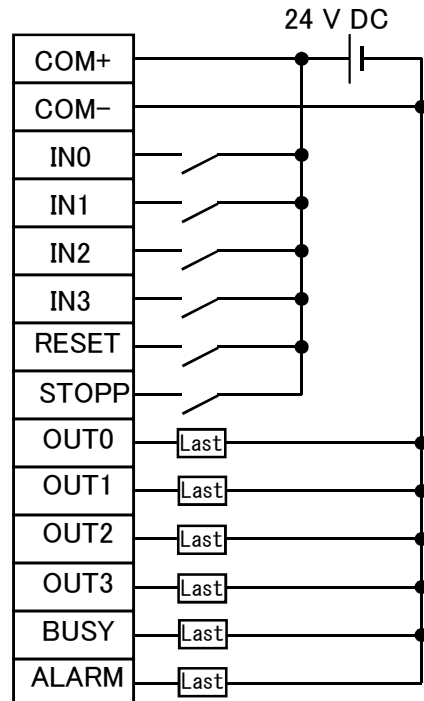 24 V DC
COM+
COM-
IN0
IN1
IN2
IN3
RESET
STOPP
OUT0 Last
OUT1 Last
OUT2 Last
OUT3 Last
BUSY Last
ALARM Last